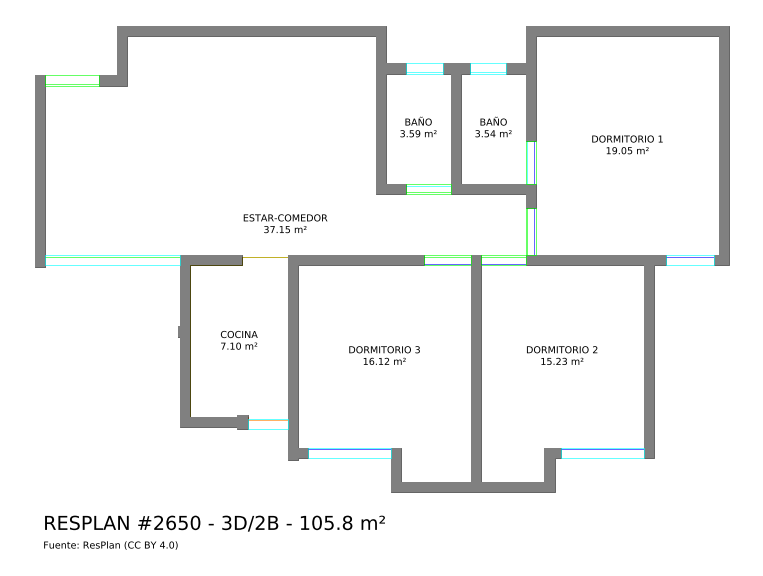 BAÑO
3.59 m²
BAÑO
3.54 m²
DORMITORIO 1
19.05 m²
ESTAR-COMEDOR
37.15 m²
COCINA
7.10 m²
DORMITORIO 3
16.12 m²
DORMITORIO 2
15.23 m²
RESPLAN #2650 - 3D/2B - 105.8 m²
Fuente: ResPlan (CC BY 4.0)